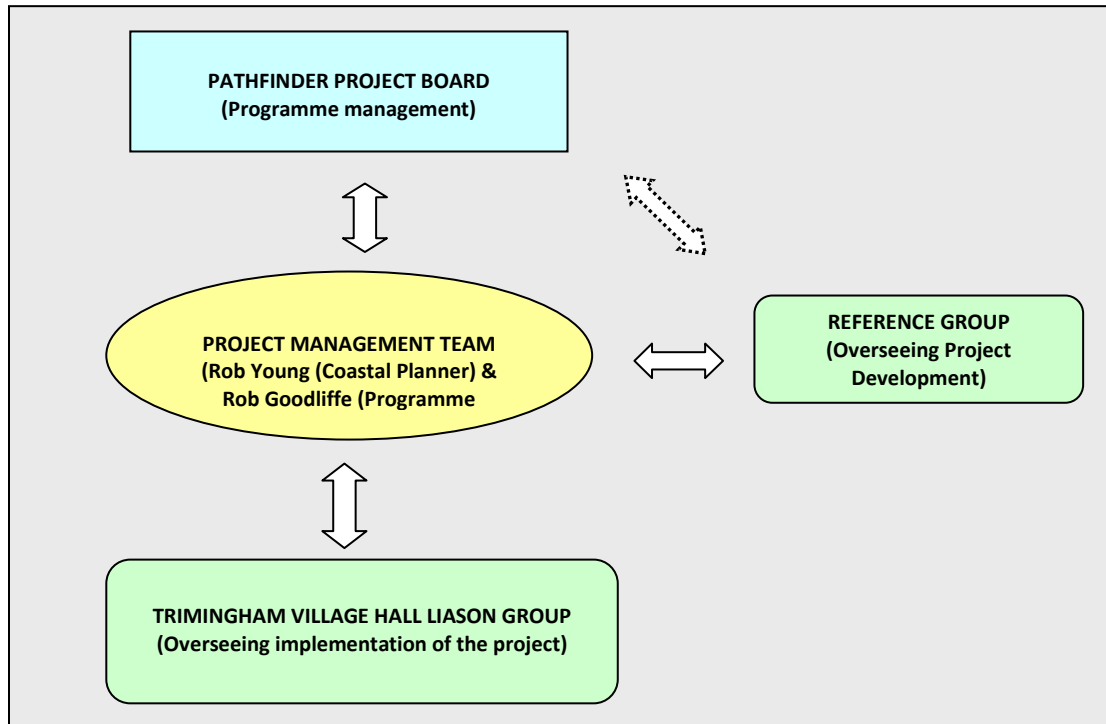 PATHFINDER PROJECT BOARD
(Programme management)
PROJECT MANAGEMENT TEAM
(Rob Young (Coastal Planner) &
Rob Goodliffe (Programme
REFERENCE GROUP
(Overseeing Project
Development)
TRIMINGHAM VILLAGE HALL LIASON GROUP
(Overseeing implementation of the project)